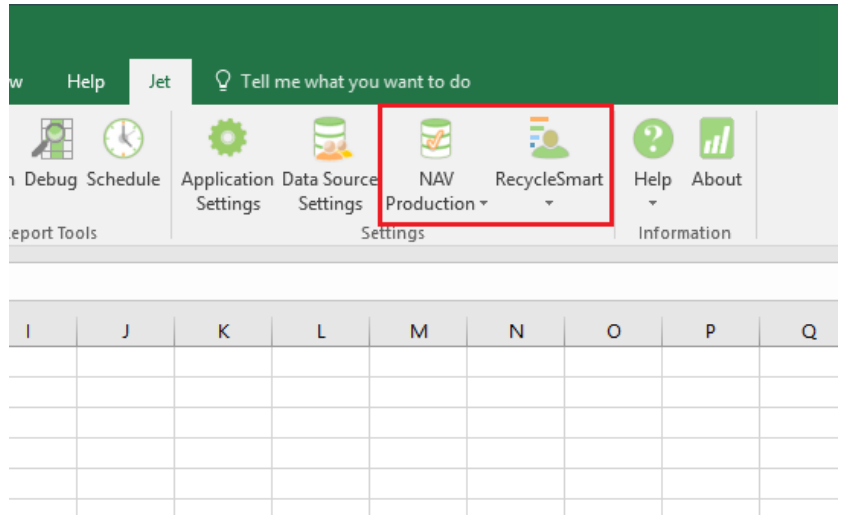 w Help Jet Tell me what you want to do
n Debug Schedule Application Settings Data Source Settings NAV Production RecycleSmart Help About
eport Tools Settings Information
I J K L M N O P Q